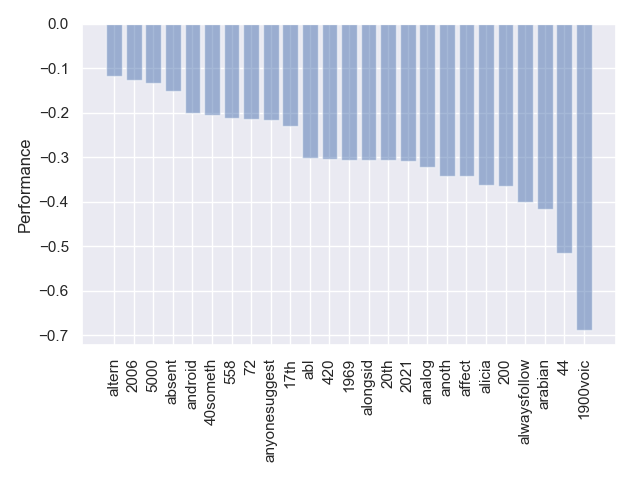 0.0
−0.1
−0.2
−0.3
−0.4
−0.5
−0.6
−0.7
Performance
altern
2006
5000
absent
android
40someth
558
72
anyonesuggest
17th
abl
420
1969
alongsid
20th
2021
analog
anoth
affect
alicia
200
alwaysfollow
arabian
44
1900voic